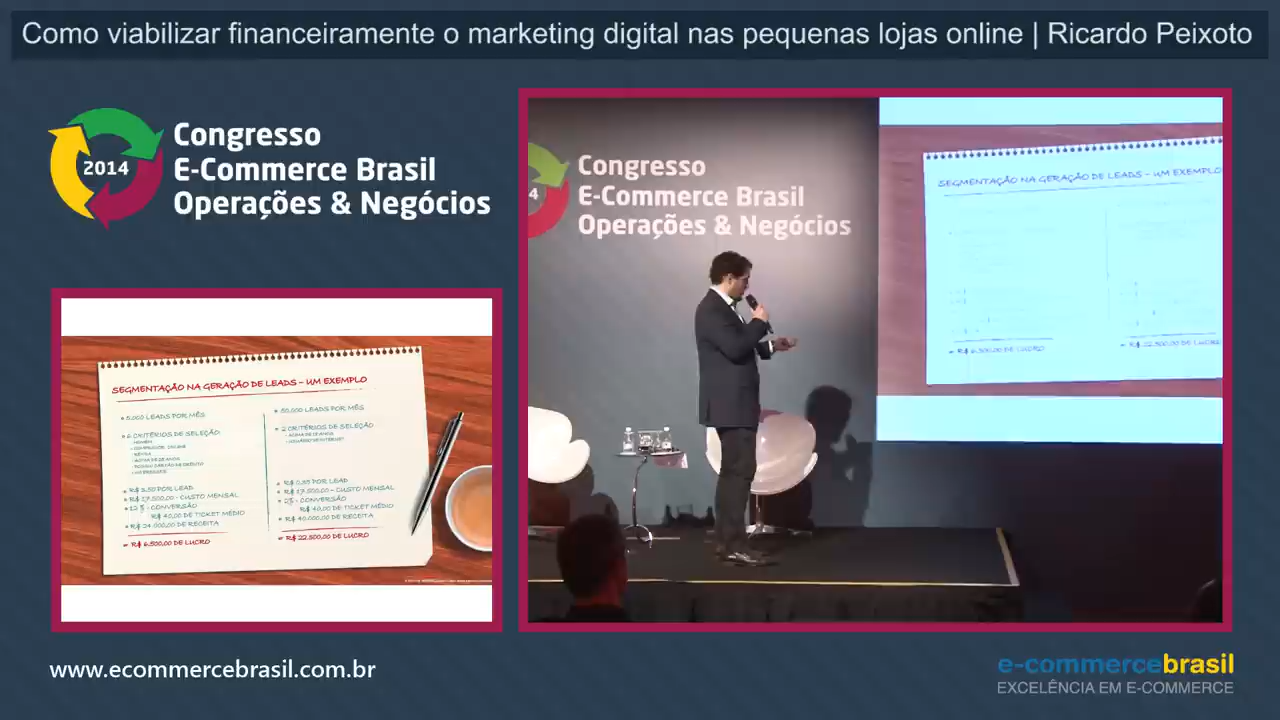 Como viabilizar financeiramente o marketing digital nas pequenas lojas online | Ricardo Peixoto
2014
Congresso
E-Commerce Brasil
Operações & Negócios
4
Congresso
E-Commerce Brasil
Operações & Negócios
SEGMENTAÇÃO NA GERAÇÃO DE LEADS – UM EXEMPLO
R$ 6.500,00 DE LUCRO
R$ 22.500,00 DE LUCRO
SEGMENTAÇÃO NA GERAÇÃO DE LEADS – UM EXEMPLO
5.000 LEADS POR MÊS
6 CRITÉRIOS DE SELEÇÃO:
HOMEM
R$ 3,50 POR LEAD
R$ 17.500,00 - CUSTO MENSAL
12% - CONVERSÃO
R$ 40,00 DE TICKET MÉDIO
R$ 24.000,00 DE RECEITA
R$ 6.500,00 DE LUCRO
50.000 LEADS POR MÊS
2 CRITÉRIOS DE SELEÇÃO
R$ 0,35 POR LEAD
R$ 17.500,00 - CUSTO MENSAL
2% - CONVERSÃO
R$ 40,00 DE TICKET MÉDIO
R$ 40.000,00 DE RECEITA
R$ 22.500,00 DE LUCRO
www.ecommercebrasil.com.br
e-commercebrasil
EXCELÊNCIA EM E-COMMERCE